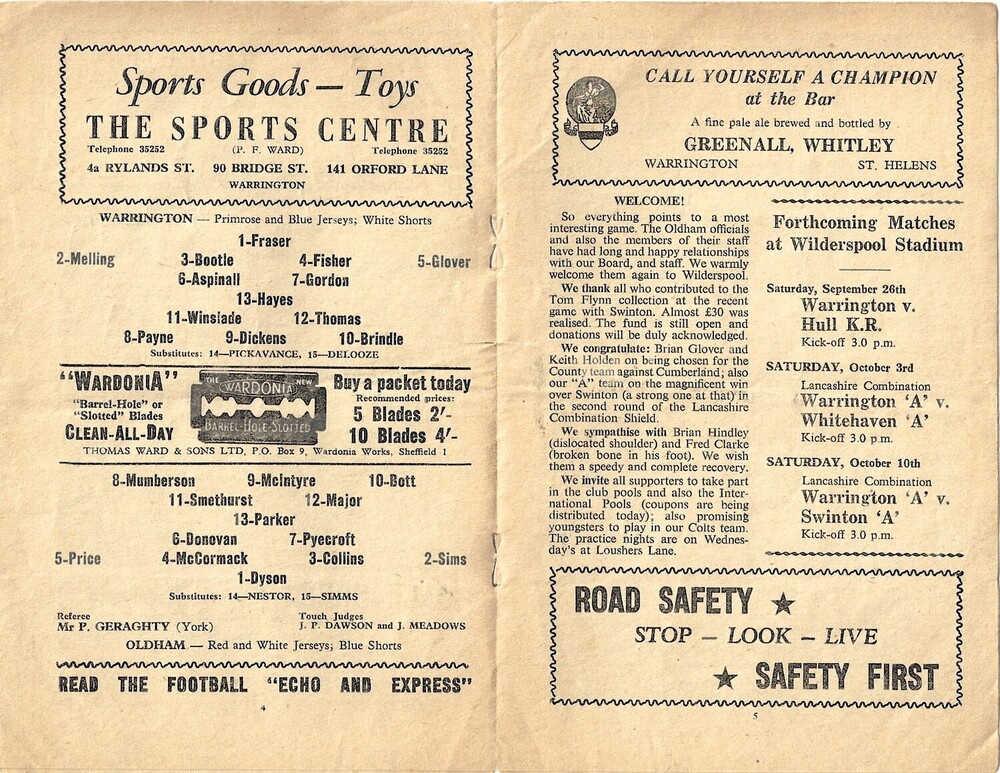 Sports Goods — Toys
THE SPORTS CENTRE
Telephone 35252 (P. F. WARD) Telephone 35252
4a RYLANDS ST. 90 BRIDGE ST. 141 ORFORD LANE
WARRINGTON
WARRINGTON — Primrose and Blue Jerseys; White Shorts
1-Fraser
2-Melling 3-Bootle 4-Fisher 5-Glover
6-Aspinall 7-Gordon
13-Hayes
11-Winslade 12-Thomas
8-Payne 9-Dickens 10-Brindle
Substitutes: 14—PICKAVANCE, 15—DELOOZE
"WARDONIA"
"Barrel-Hole" or
"Slotted" Blades
CLEAN-ALL-DAY
THE WARDONIA NEW
BARREL-HOLE-SLOTTED
Buy a packet today
Recommended prices:
5 Blades 2/-
10 Blades 4/-
THOMAS WARD & SONS LTD, P.O. Box 9, Wardonia Works, Sheffield 1
8-Mumberson 9-McIntyre 10-Bott
11-Smethurst 12-Major
13-Parker
6-Donovan 7-Pyecroft
5-Price 4-McCormack 3-Collins 2-Sims
1-Dyson
Substitutes: 14—NESTOR, 15—SIMMS
Referee Touch Judges
Mr P. GERAGHTY (York) J. P. DAWSON and J. MEADOWS
OLDHAM — Red and White Jerseys; Blue Shorts
READ THE FOOTBALL "ECHO AND EXPRESS"
4
CALL YOURSELF A CHAMPION
at the Bar
A fine pale ale brewed and bottled by
GREENALL, WHITLEY
WARRINGTON ST. HELENS
WELCOME!
So everything points to a most
interesting game. The Oldham officials
and also the members of their staff
have had long and happy relationships
with our Board, and staff. We warmly
welcome them again to Wilderspool.
We thank all who contributed to the
Tom Flynn collection at the recent
game with Swinton. Almost £30 was
realised. The fund is still open and
donations will be duly acknowledged.
We congratulate: Brian Glover and
Keith Holden on being chosen for the
County team against Cumberland; also
our "A" team on the magnificent win
over Swinton (a strong one at that) in
the second round of the Lancashire
Combination Shield.
We sympathise with Brian Hindley
(dislocated shoulder) and Fred Clarke
(broken bone in his foot). We wish
them a speedy and complete recovery.
We invite all supporters to take part
in the club pools and also the Inter-
national Pools (coupons are being
distributed today); also promising
youngsters to play in our Colts team.
The practice nights are on Wednes-
day's at Loushers Lane.
Forthcoming Matches
at Wilderspool Stadium
Saturday, September 26th
Warrington v.
Hull K.R.
Kick-off 3.0 p.m.
SATURDAY, October 3rd
Lancashire Combination
Warrington 'A' v.
Whitehaven 'A'
Kick-off 3.0 p.m.
SATURDAY, October 10th
Lancashire Combination
Warrington 'A' v.
Swinton 'A'
Kick-off 3.0 p.m.
ROAD SAFETY ★
STOP – LOOK – LIVE
★ SAFETY FIRST
5